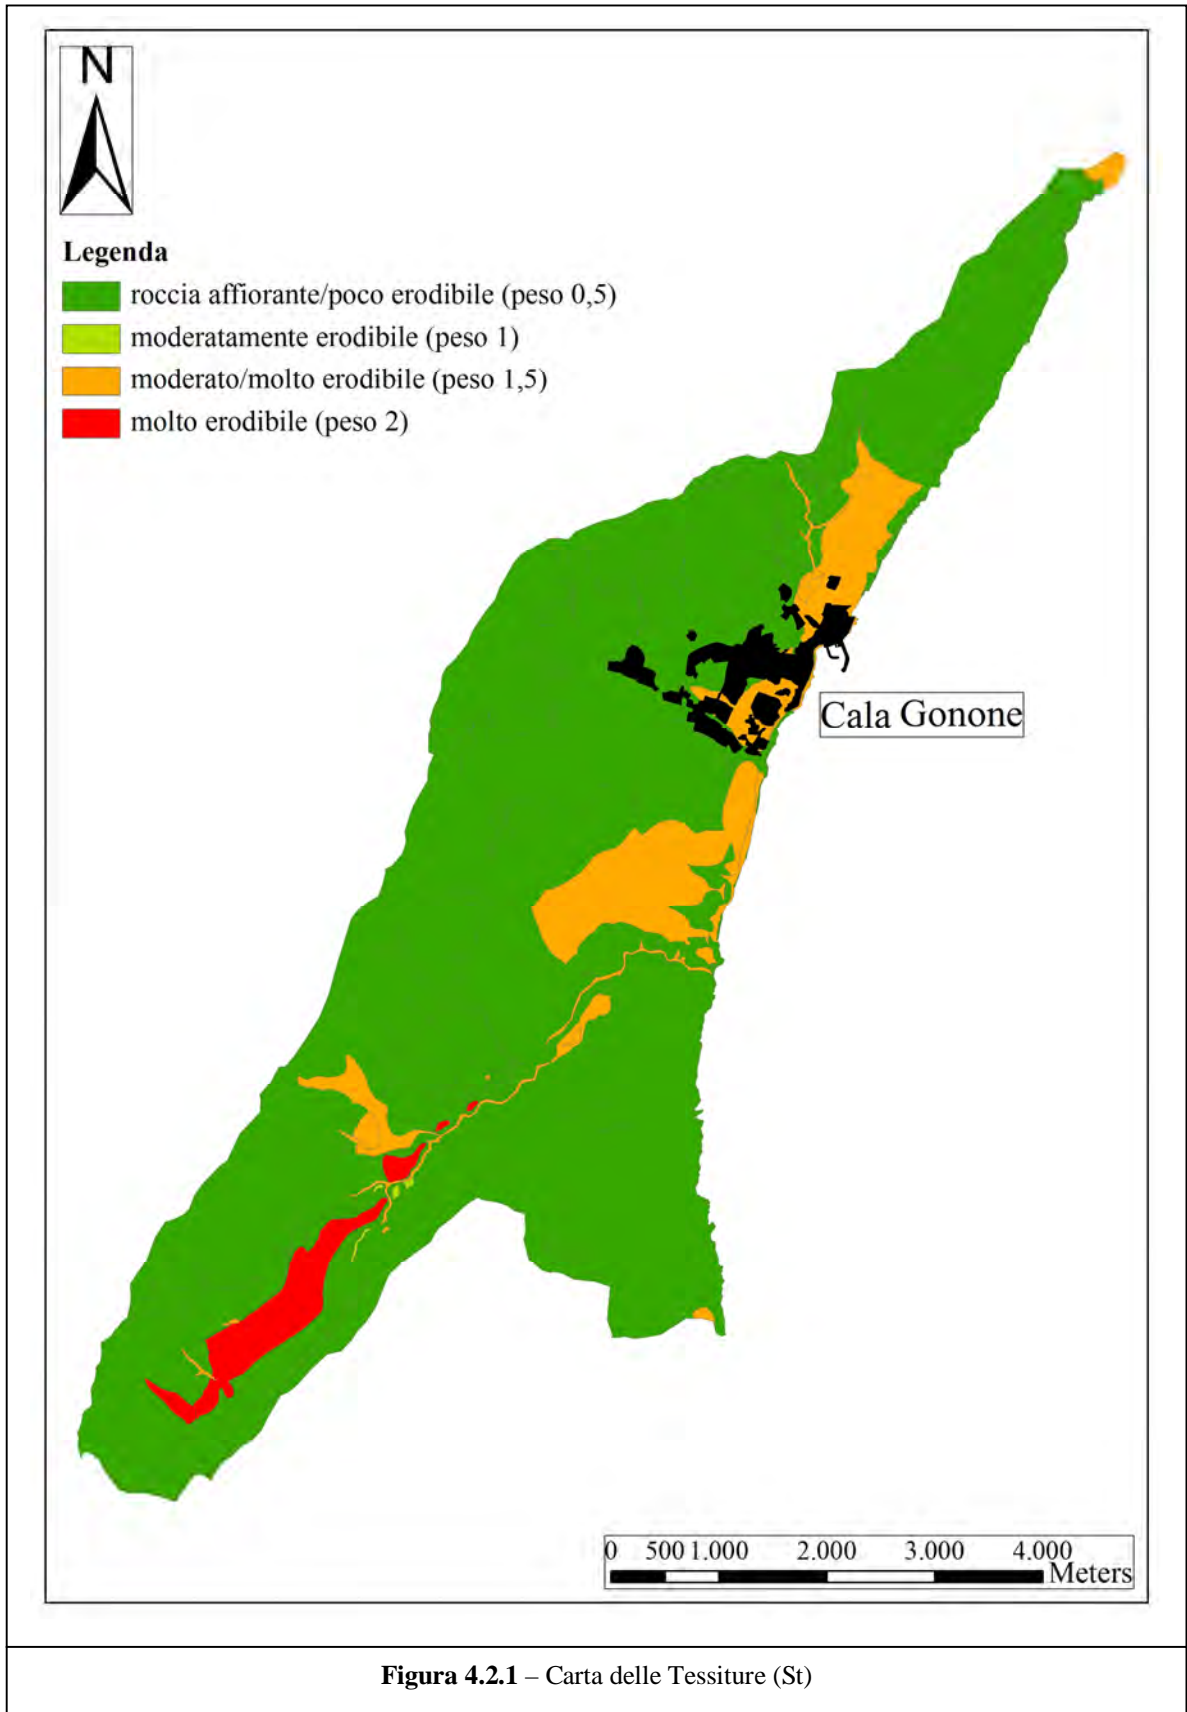 N
Legenda
roccia affiorante/poco erodibile (peso 0,5)
moderatamente erodibile (peso 1)
moderato/molto erodibile (peso 1,5)
molto erodibile (peso 2)
Cala Gonone
0 500 1.000 2.000 3.000 4.000
Meters
Figura 4.2.1 – Carta delle Tessiture (St)